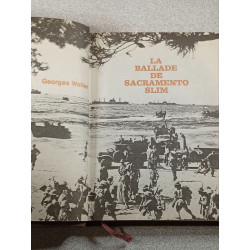 Georges Walter
LA
BALLADE
DE
SACRAMENTO
SLIM